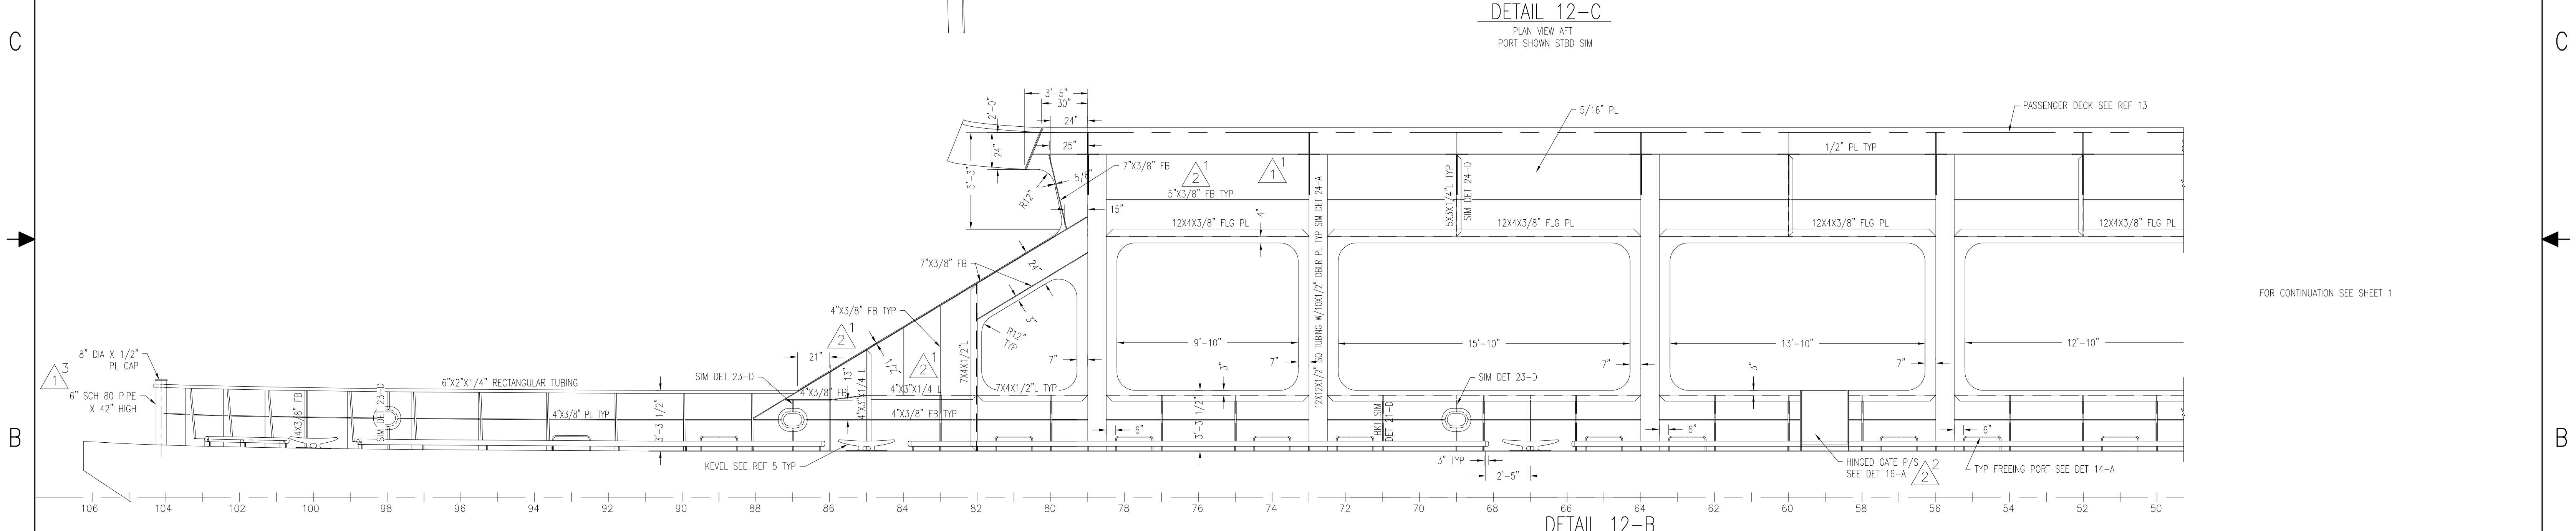 DETAIL 12-C
PLAN VIEW AFT
PORT SHOWN STBD SIM
C
C
3'-5"
30"
2'-0"
24"
5/16" PL
PASSENGER DECK SEE REF 13
24"
25"
1/2" PL TYP
5'-3"
5/8"
7"X3/8" FB
2 1
1 1
R12"
5"X3/8" FB TYP
15"
5X3X1/4"L TYP
SIM DET 24-D
4"
12X4X3/8" FLG PL
12X4X3/8" FLG PL
12X4X3/8" FLG PL
12X4X3/8" FLG PL
12X12X1/2" SQ TUBING W/10X1/2" DBLR PL TYP SIM DET 24-A
7"X3/8" FB
24"
FOR CONTINUATION SEE SHEET 1
4"X3/8" FB TYP
3"
R12"
TYP
2 1
1/2"
9'-10"
15'-10"
13'-10"
12'-10"
8" DIA X 1/2"
PL CAP
21"
2 1
7X4X1/2"L
7"
7"
7"
7"
1 3
13"
3"
3"
6" SCH 80 PIPE
X 42" HIGH
6"X2"X1/4" RECTANGULAR TUBING
SIM DET 23-D
SIM DET 23-D
4"X3/8" FB
4"X3"X1/4 L
4"X3"X1/4 L
7X4X1/2"L TYP
4X3/8" FB
SIM DET 23-D
4"X3/8" PL TYP
3'-3 1/2"
4"X3/8" FB TYP
3'-3 1/2"
6"
BKT SIM
DET 21-D
6"
6"
B
B
KEVEL SEE REF 5 TYP
3" TYP
2'-5"
HINGED GATE P/S
SEE DET 16-A
2 2
TYP FREEING PORT SEE DET 14-A
106 104 102 100 98 96 94 92 90 88 86 84 82 80 78 76 74 72 70 68 66 64 62 60 58 56 54 52 50
DETAIL 12-B